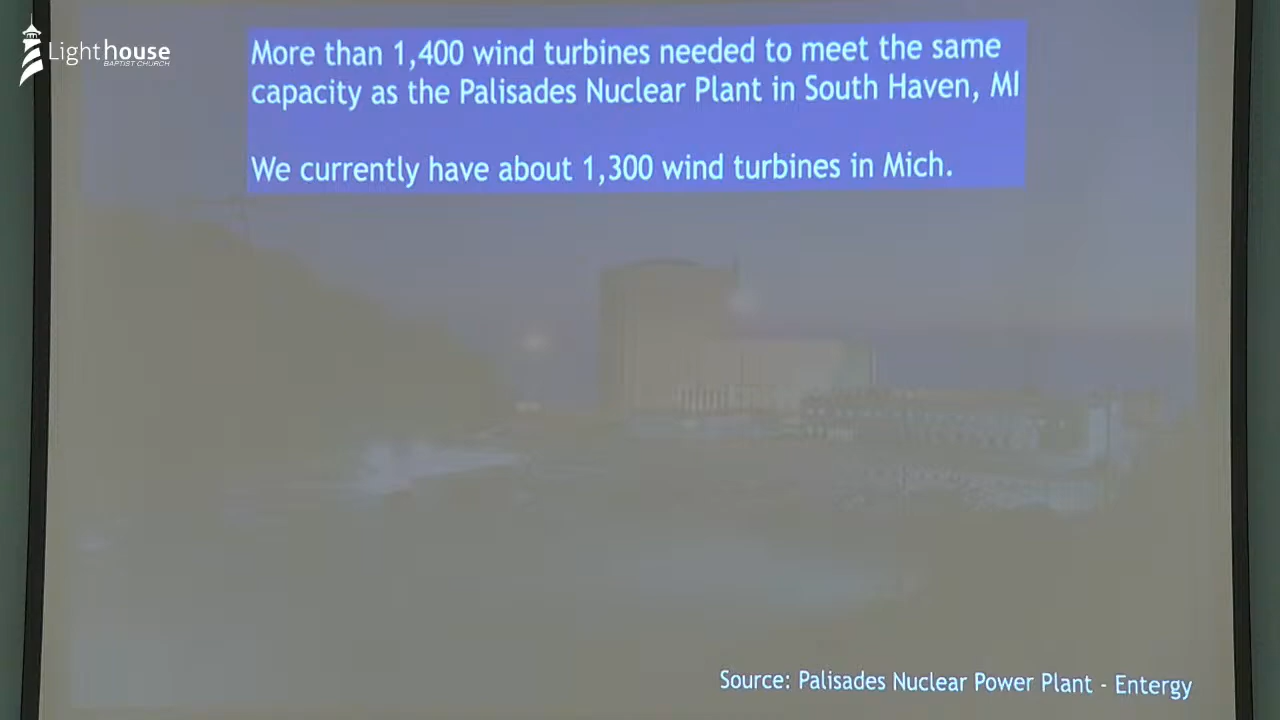 Lighthouse
BAPTIST CHURCH
More than 1,400 wind turbines needed to meet the same
capacity as the Palisades Nuclear Plant in South Haven, MI
We currently have about 1,300 wind turbines in Mich.
Source: Palisades Nuclear Power Plant - Entergy